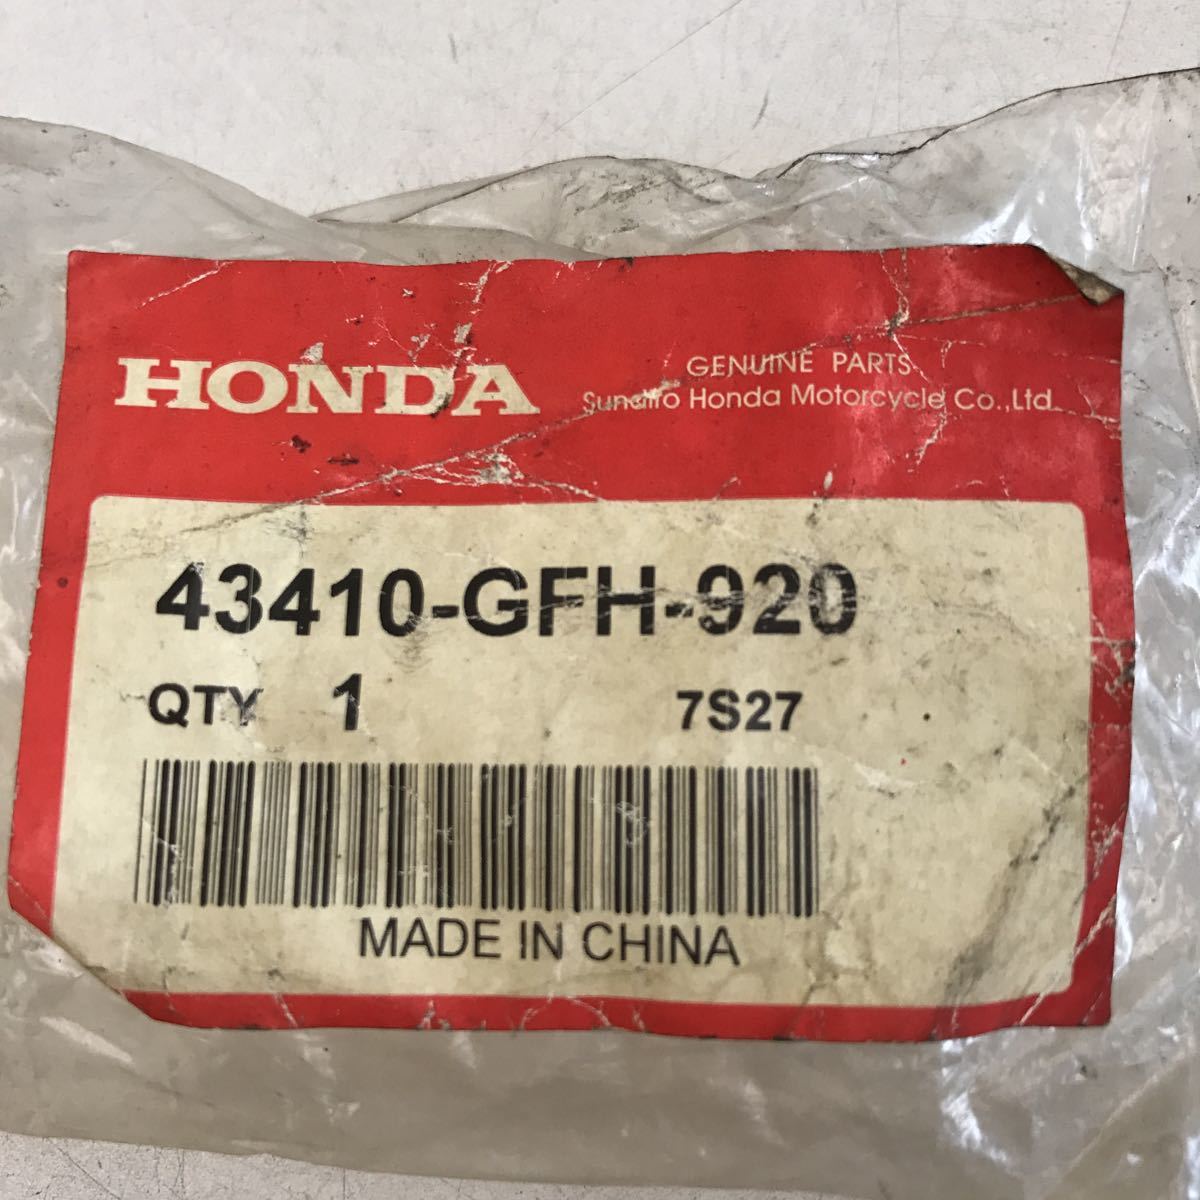 HONDA
GENUINE PARTS
Sundiro Honda Motorcycle Co.,Ltd.
43410-GFH-920
QTY 1 7S27
MADE IN CHINA